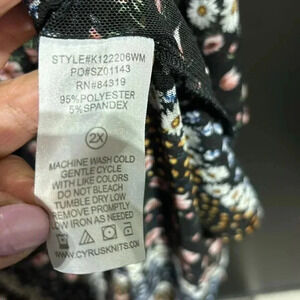 STYLE#K122206WM
PO#SZ01143
RN#84319
95%POLYESTER
5%SPANDEX
2X
MACHINE WASH COLD
GENTLE CYCLE
WITH LIKE COLORS
DO NOT BLEACH
TUMBLE DRY LOW
REMOVE PROMPTLY
LOW IRON AS NEEDED
WWW.CYRUSKNITS.COM